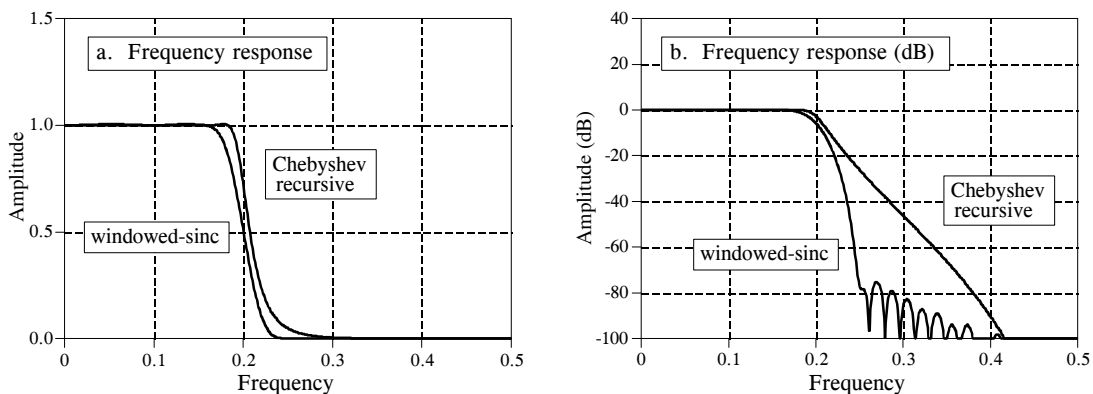 1.5
a. Frequency response
1.0
Chebyshev
recursive
0.5
windowed-sinc
0.0
0
0.1
0.2
0.3
0.4
0.5
Frequency
Amplitude
40
b. Frequency response (dB)
20
0
-20
-40
Chebyshev
recursive
-60
windowed-sinc
-80
-100
0
0.1
0.2
0.3
0.4
0.5
Frequency
Amplitude (dB)